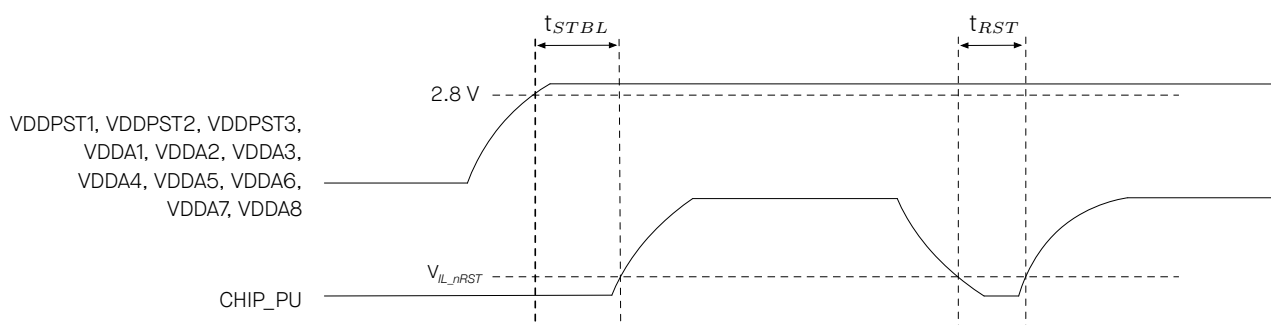 tSTBL
tRST
2.8 V
VDDPST1, VDDPST2, VDDPST3,
VDDA1, VDDA2, VDDA3,
VDDA4, VDDA5, VDDA6,
VDDA7, VDDA8
VIL_nRST
CHIP_PU